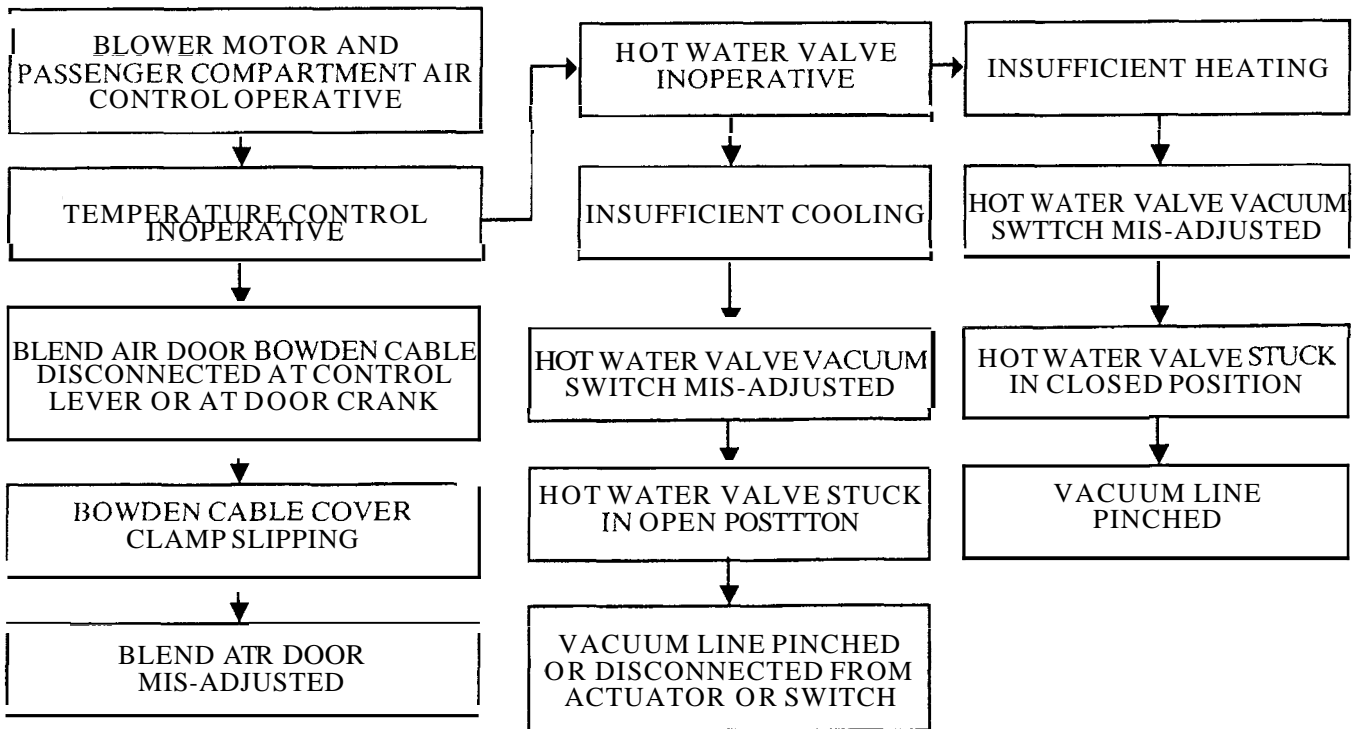 BLOWER MOTOR AND
PASSENGER COMPARTMENT AIR
CONTROL OPERATIVE
TEMPERATURE CONTROL
INOPERATIVE
BLEND AIR DOOR BOWDEN CABLE
DISCONNECTED AT CONTROL
LEVER OR AT DOOR CRANK
BOWDEN CABLE COVER
CLAMP SLIPPING
BLEND ATR DOOR
MIS-ADJUSTED
HOT WATER VALVE
INOPERATIVE
INSUFFICIENT COOLING
HOT WATER VALVE VACUUM
SWITCH MIS-ADJUSTED
HOT WATER VALVE STUCK
IN OPEN POSTTTON
VACUUM LINE PINCHED
OR DISCONNECTED FROM
ACTUATOR OR SWITCH
INSUFFICIENT HEATING
HOT WATER VALVE VACUUM
SWTTCH MIS-ADJUSTED
HOT WATER VALVE STUCK
IN CLOSED POSITION
VACUUM LINE
PINCHED